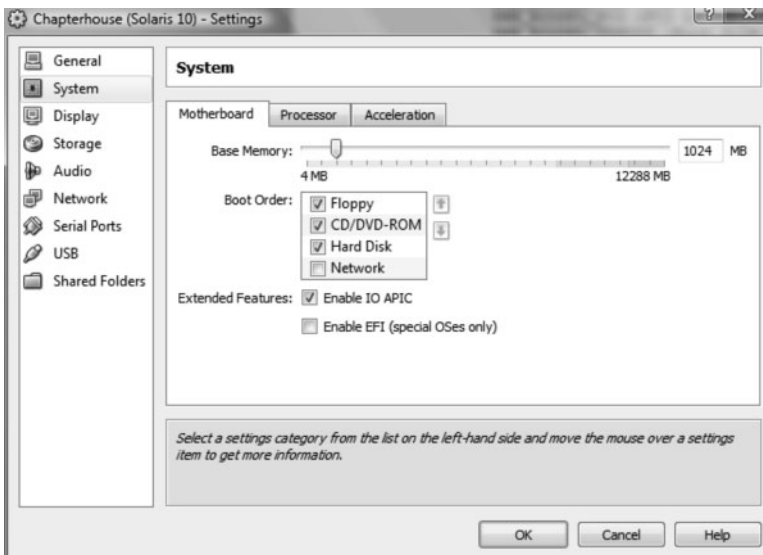 Chapterhouse (Solaris 10) - Settings
General
System
Display
Storage
Audio
Network
Serial Ports
USB
Shared Folders
System
Motherboard Processor Acceleration
Base Memory: 1024 MB
4 MB 12288 MB
Boot Order: Floppy
CD/DVD-ROM
Hard Disk
Network
Extended Features: Enable IO APIC
Enable EFI (special OSes only)
Select a settings category from the list on the left-hand side and move the mouse over a settings
item to get more information.
OK Cancel Help